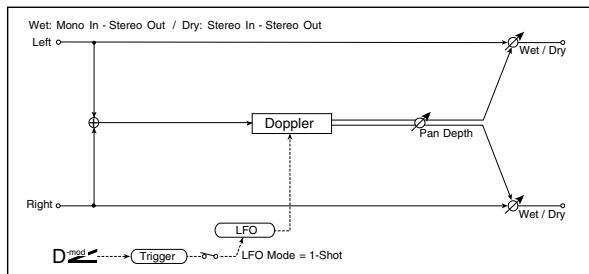 Wet: Mono In - Stereo Out / Dry: Stereo In - Stereo Out
Left
Wet / Dry
Doppler
Pan Depth
Right
Wet / Dry
LFO
D-mod
Trigger
LFO Mode = 1-Shot